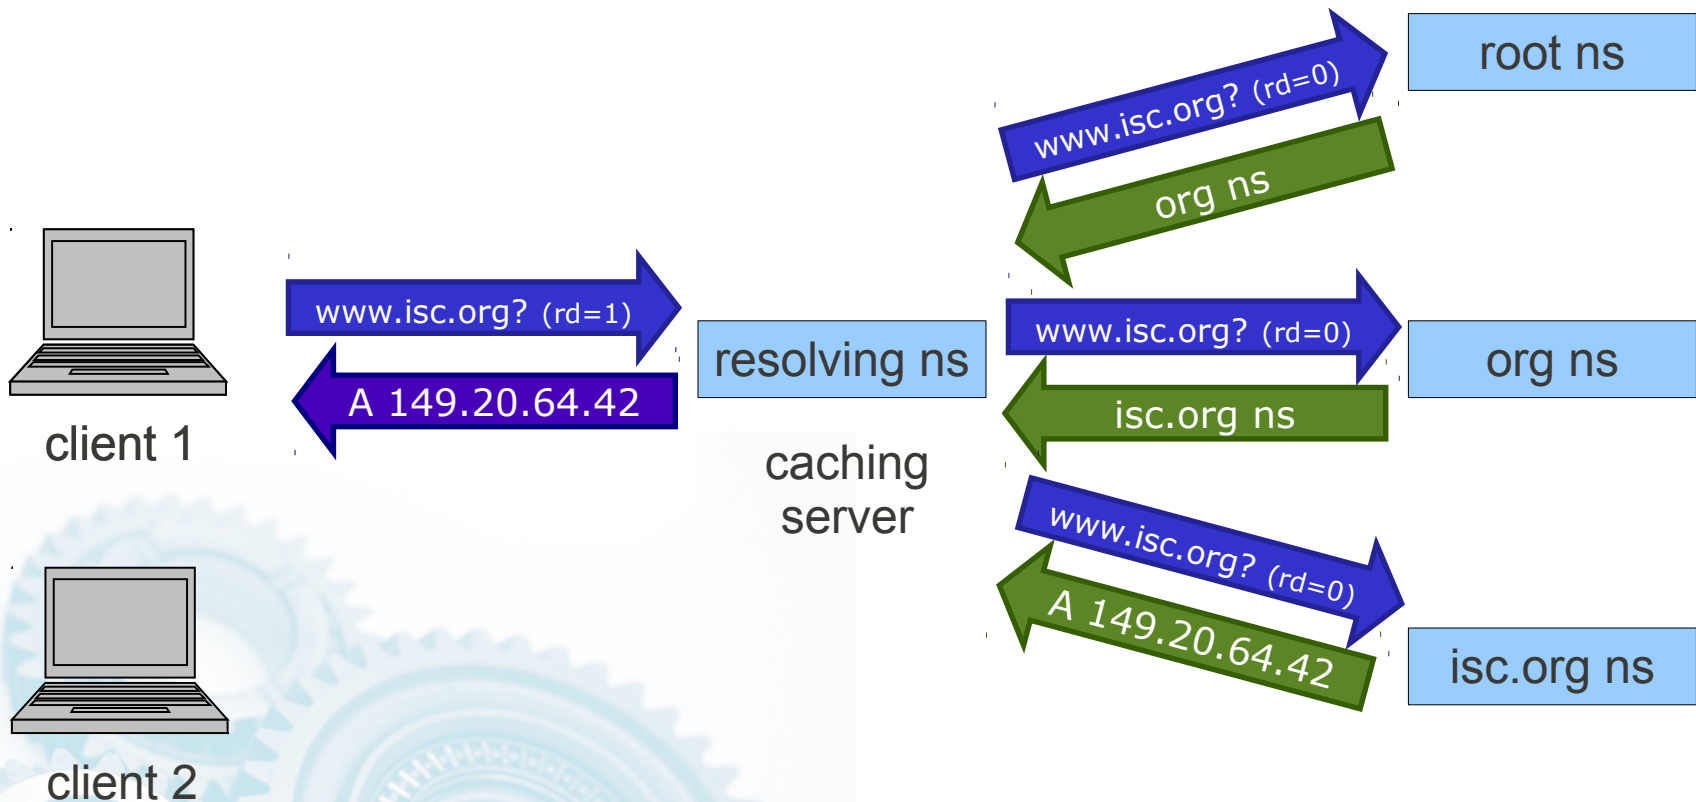 root ns
www.isc.org? (rd=0)
org ns
www.isc.org? (rd=1)
A 149.20.64.42
client 1
resolving ns
caching
server
www.isc.org? (rd=0)
isc.org ns
org ns
www.isc.org? (rd=0)
A 149.20.64.42
isc.org ns
client 2